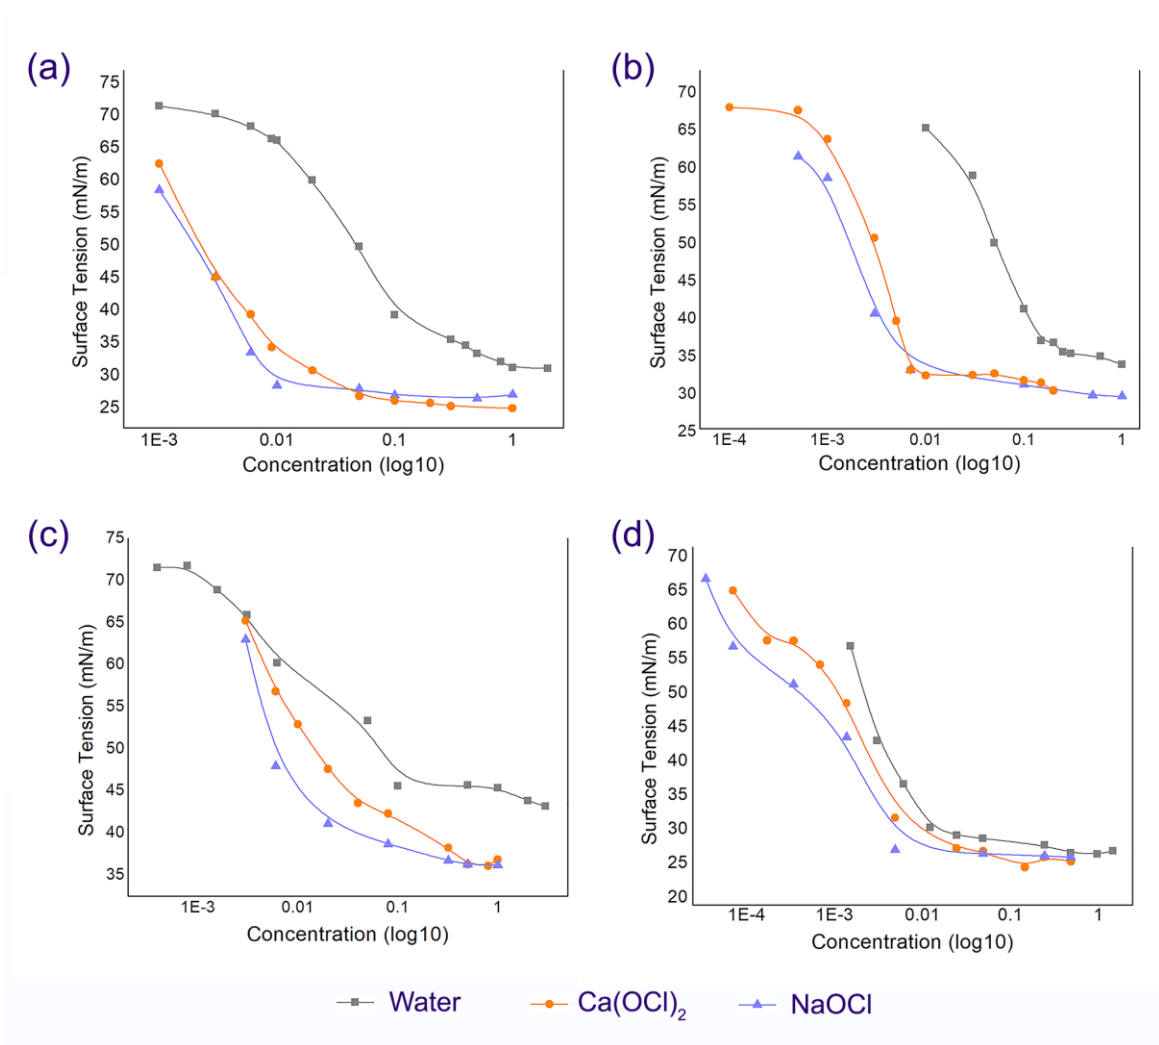 (a)
75
70
65
60
55
50
45
40
35
30
25
Surface Tension (mN/m)
1E-3 0.01 0.1 1
Concentration (log10)
(b)
70
65
60
55
50
45
40
35
30
25
Surface Tension (mN/m)
1E-4 1E-3 0.01 0.1 1
Concentration (log10)
(c)
75
70
65
60
55
50
45
40
35
Surface Tension (mN/m)
1E-3 0.01 0.1 1
Concentration (log10)
(d)
70
65
60
55
50
45
40
35
30
25
20
Surface Tension (mN/m)
1E-4 1E-3 0.01 0.1 1
Concentration (log10)
Water Ca(OCl)₂ NaOCl